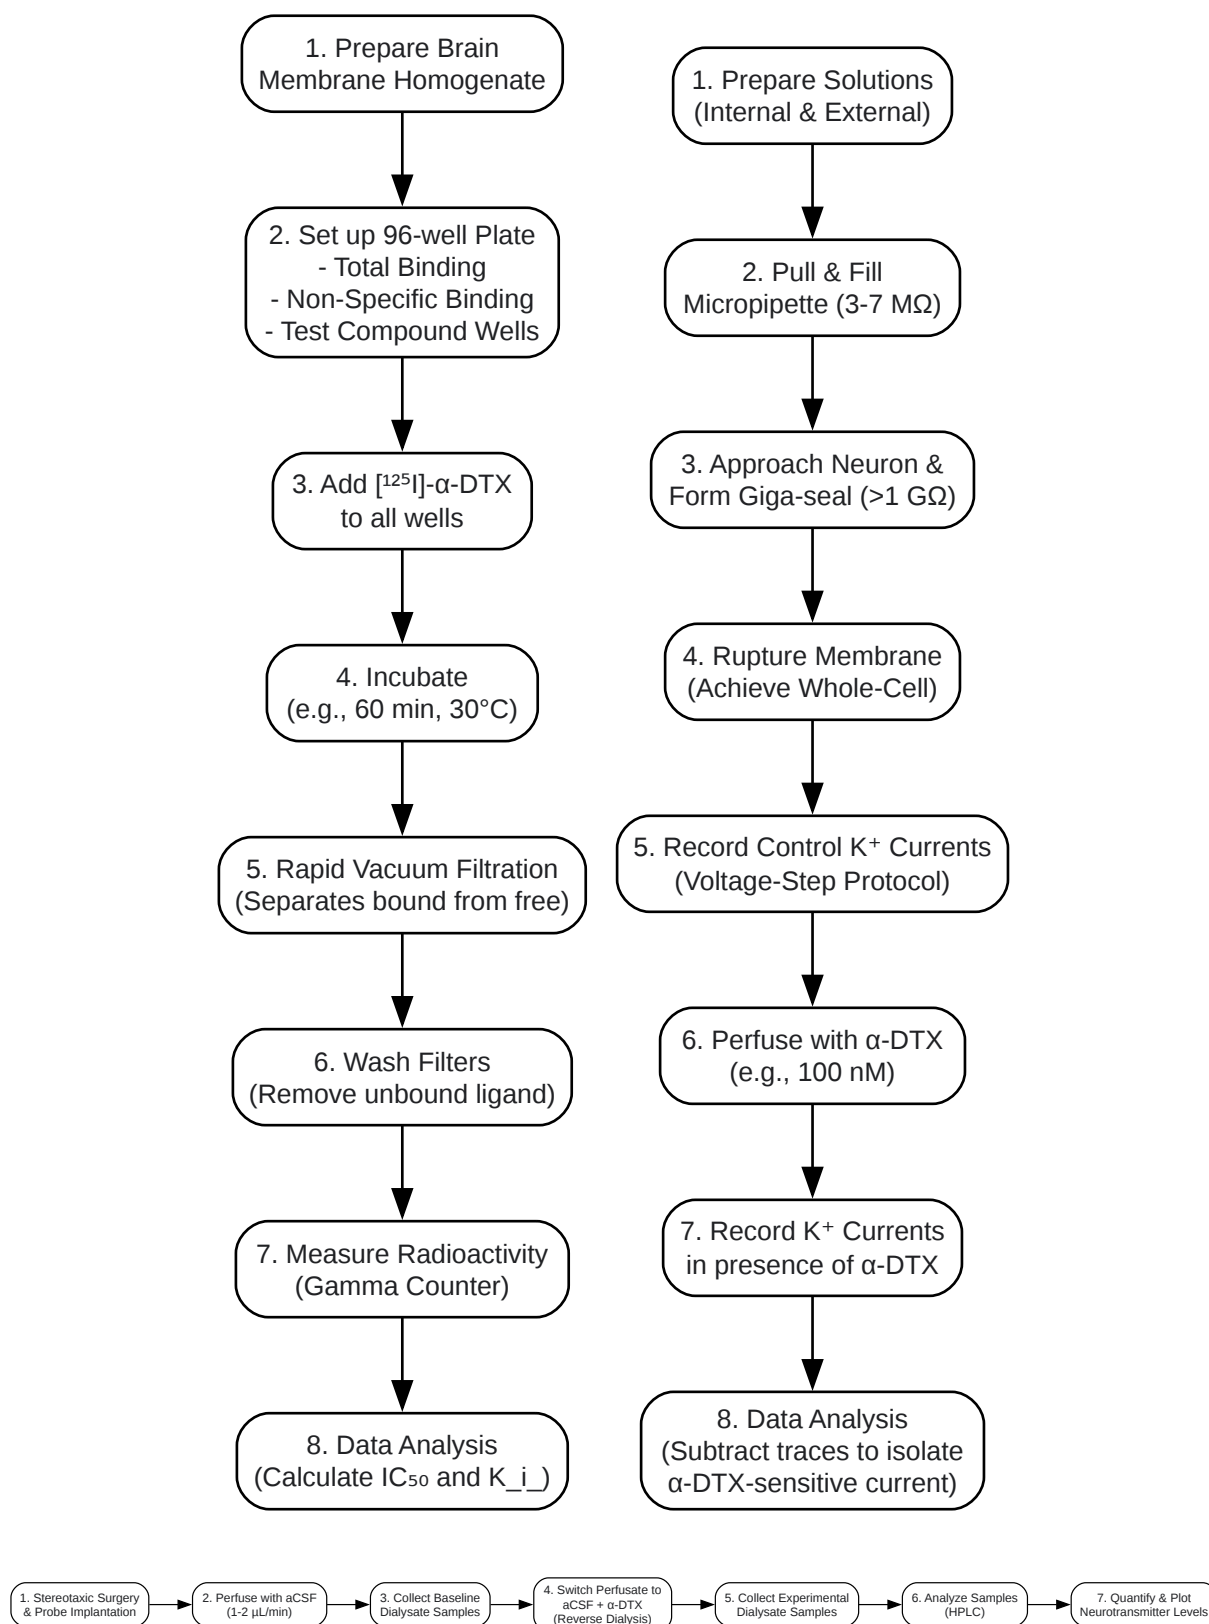 1. Prepare Brain
Membrane Homogenate
2. Set up 96-well Plate
- Total Binding
- Non-Specific Binding
- Test Compound Wells
3. Add [¹²⁵I]-α-DTX
to all wells
4. Incubate
(e.g., 60 min, 30°C)
5. Rapid Vacuum Filtration
(Separates bound from free)
6. Wash Filters
(Remove unbound ligand)
7. Measure Radioactivity
(Gamma Counter)
8. Data Analysis
(Calculate IC₅₀ and K_i_)
1. Prepare Solutions
(Internal & External)
2. Pull & Fill
Micropipette (3-7 MΩ)
3. Approach Neuron &
Form Giga-seal (>1 GΩ)
4. Rupture Membrane
(Achieve Whole-Cell)
5. Record Control K⁺ Currents
(Voltage-Step Protocol)
6. Perfuse with α-DTX
(e.g., 100 nM)
7. Record K⁺ Currents
in presence of α-DTX
8. Data Analysis
(Subtract traces to isolate
α-DTX-sensitive current)
1. Stereotaxic Surgery
& Probe Implantation
2. Perfuse with aCSF
(1-2 µL/min)
3. Collect Baseline
Dialysate Samples
4. Switch Perfusate to
aCSF + α-DTX
(Reverse Dialysis)
5. Collect Experimental
Dialysate Samples
6. Analyze Samples
(HPLC)
7. Quantify & Plot
Neurotransmitter Levels